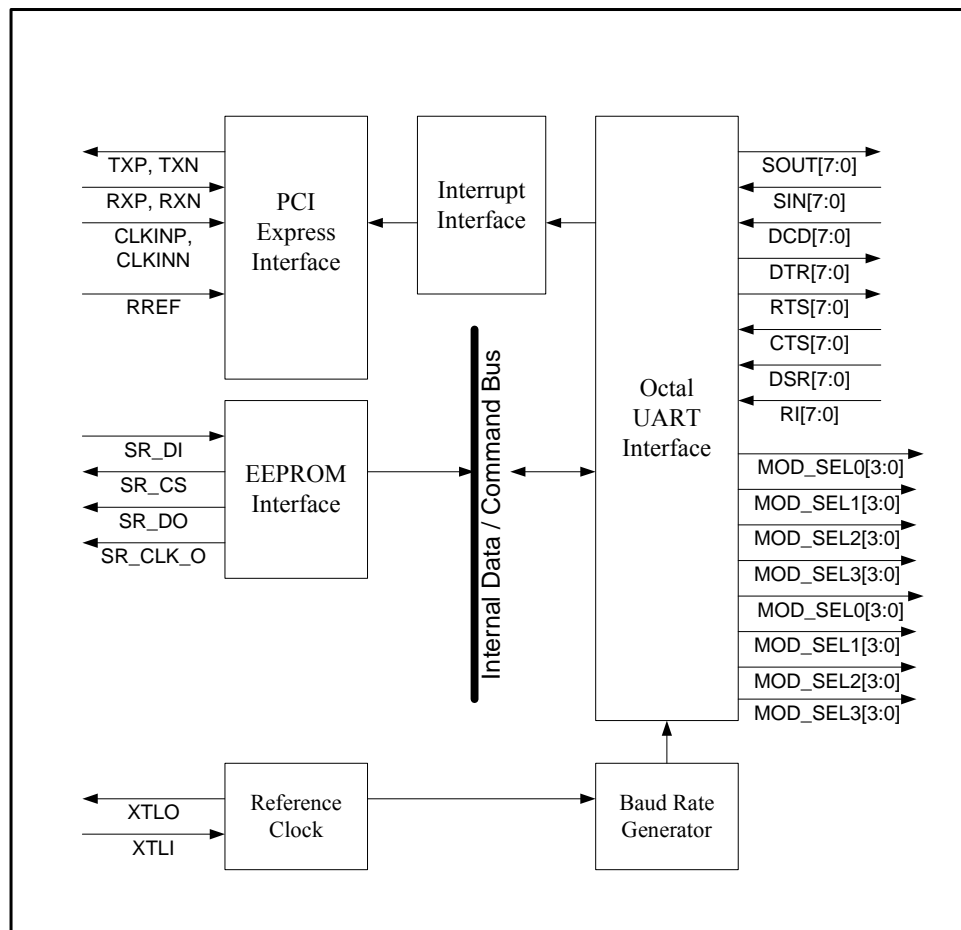 TXP, TXN
RXP, RXN
CLKINP,
CLKINN
RREF
PCI
Express
Interface
Interrupt
Interface
Octal
UART
Interface
SOUT[7:0]
SIN[7:0]
DCD[7:0]
DTR[7:0]
RTS[7:0]
CTS[7:0]
DSR[7:0]
RI[7:0]
MOD_SEL0[3:0]
MOD_SEL1[3:0]
MOD_SEL2[3:0]
MOD_SEL3[3:0]
MOD_SEL0[3:0]
MOD_SEL1[3:0]
MOD_SEL2[3:0]
MOD_SEL3[3:0]
SR_DI
SR_CS
SR_DO
SR_CLK_O
EEPROM
Interface
Internal Data / Command Bus
XTLO
XTLI
Reference
Clock
Baud Rate
Generator